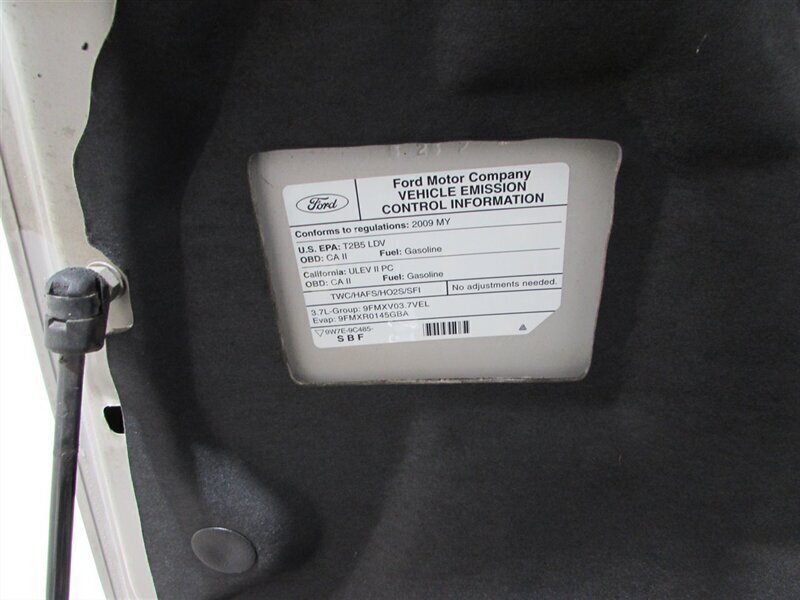 Ford
Ford Motor Company
VEHICLE EMISSION
CONTROL INFORMATION
Conforms to regulations: 2009 MY
U.S. EPA: T2B5 LDV
OBD: CA II Fuel: Gasoline
California: ULEV II PC
OBD: CA II Fuel: Gasoline
TWC/HAFS/HO2S/SFI No adjustments needed.
3.7L-Group: 9FMXV03.7VEL
Evap: 9FMXR0145GBA
9W7E-9C485-
SBF